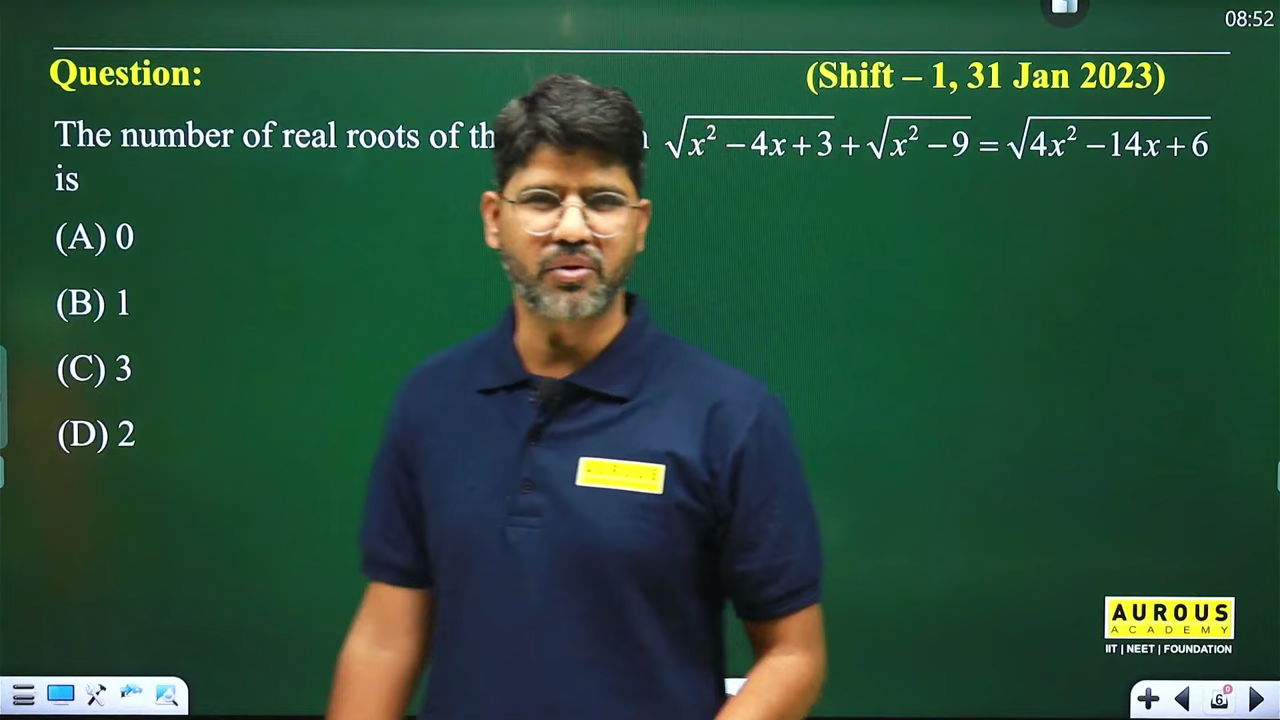 08:52
Question:
(Shift – 1, 31 Jan 2023)
The number of real roots of th n √(x² – 4x + 3) + √(x² – 9) = √(4x² – 14x + 6)
is
(A) 0
(B) 1
(C) 3
(D) 2
AUROUS
ACADEMY
IIT | NEET | FOUNDATION
6